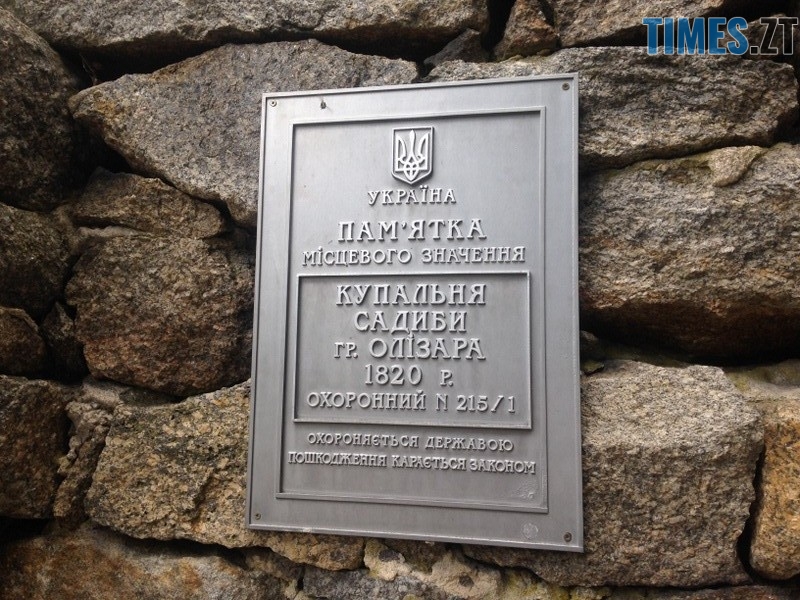 TIMES.ZT
УКРАЇНА
ПАМ'ЯТКА
МІСЦЕВОГО ЗНАЧЕННЯ
КУПАЛЬНЯ
САДИБИ
ГР. ОЛІЗАРА
1820 Р.
ОХОРОННИЙ N 215/1
ОХОРОНЯЄТЬСЯ ДЕРЖАВОЮ
ПОШКОДЖЕННЯ КАРАЄТЬСЯ ЗАКОНОМ